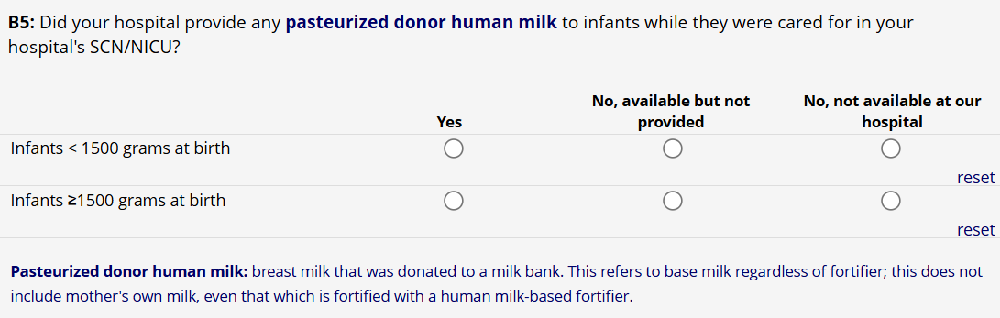 B5: Did your hospital provide any pasteurized donor human milk to infants while they were cared for in your
hospital's SCN/NICU?
Yes
No, available but not
provided
No, not available at our
hospital
Infants < 1500 grams at birth
reset
Infants ≥1500 grams at birth
reset
Pasteurized donor human milk: breast milk that was donated to a milk bank. This refers to base milk regardless of fortifier; this does not
include mother's own milk, even that which is fortified with a human milk-based fortifier.